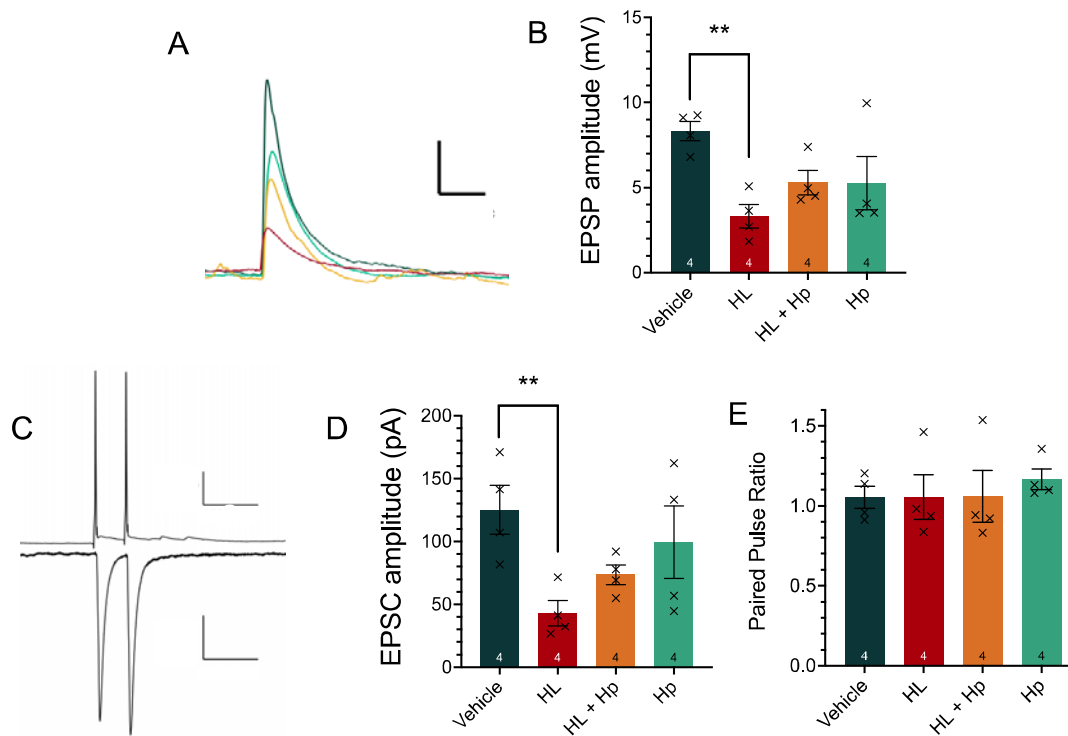 A
B
EPSP amplitude (mV)
15
10
5
0
**
4
4
4
4
Vehicle
HL
HL + Hp
Hp
C
D
EPSC amplitude (pA)
200
150
100
50
0
**
4
4
4
4
Vehicle
HL
HL + Hp
Hp
E
Paired Pulse Ratio
1.5
1.0
0.5
0.0
4
4
4
4
Vehicle
HL
HL + Hp
Hp